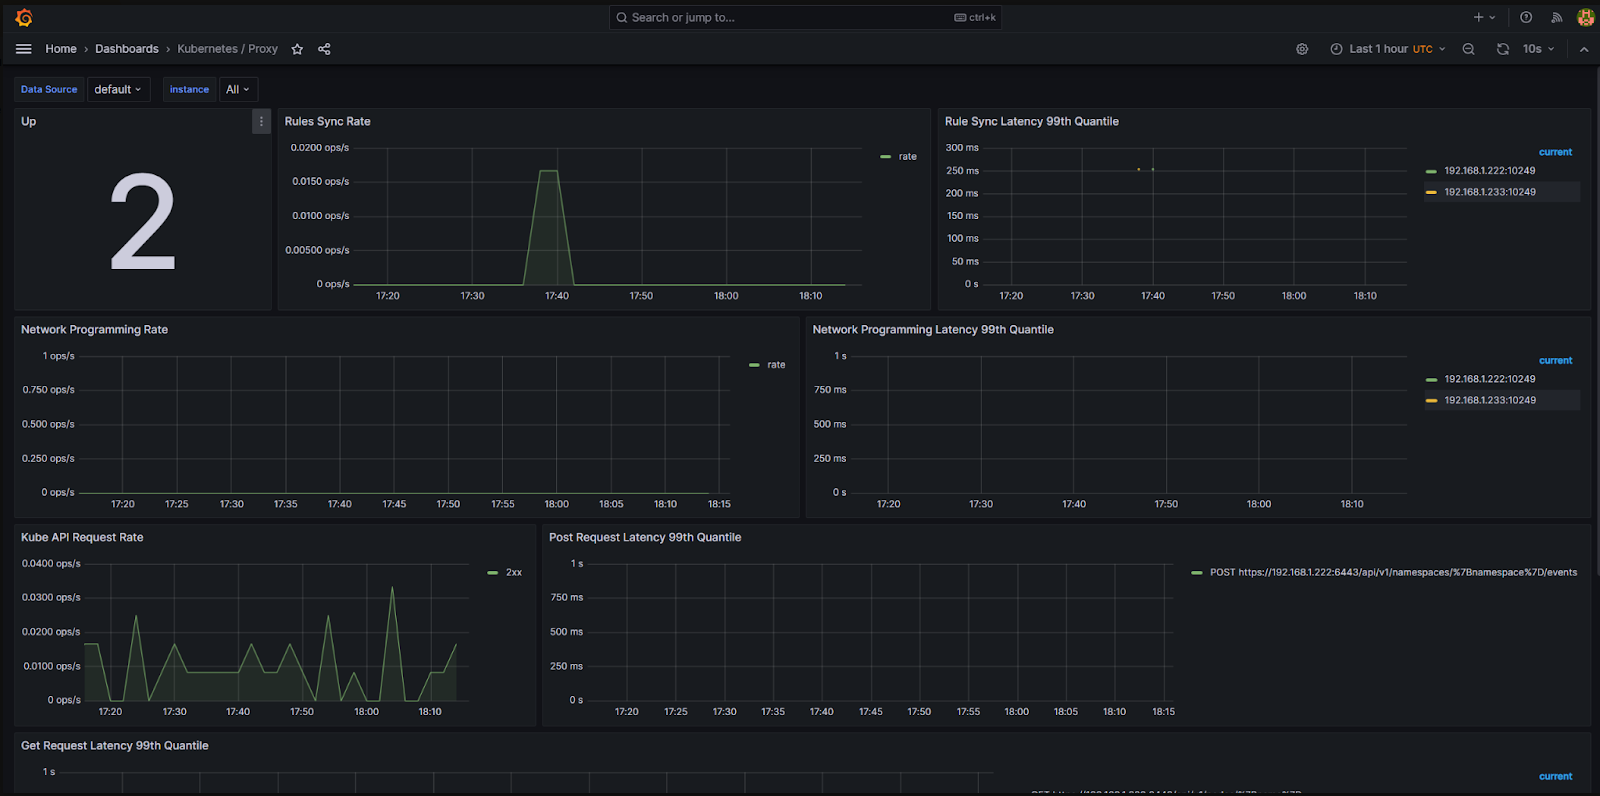 Search or jump to...
ctrl+k
Home › Dashboards › Kubernetes / Proxy
Last 1 hour UTC
10s
Data Source
default
instance
All
Up
2
Rules Sync Rate
0.0200 ops/s
0.0150 ops/s
0.0100 ops/s
0.00500 ops/s
0 ops/s
17:20 17:30 17:40 17:50 18:00 18:10
rate
Rule Sync Latency 99th Quantile
300 ms
250 ms
200 ms
150 ms
100 ms
50 ms
0 s
17:20 17:30 17:40 17:50 18:00 18:10
current
192.168.1.222:10249
192.168.1.233:10249
Network Programming Rate
1 ops/s
0.750 ops/s
0.500 ops/s
0.250 ops/s
0 ops/s
17:20 17:25 17:30 17:35 17:40 17:45 17:50 17:55 18:00 18:05 18:10 18:15
rate
Network Programming Latency 99th Quantile
1 s
750 ms
500 ms
250 ms
0 s
17:20 17:30 17:40 17:50 18:00 18:10
current
192.168.1.222:10249
192.168.1.233:10249
Kube API Request Rate
0.0400 ops/s
0.0300 ops/s
0.0200 ops/s
0.0100 ops/s
0 ops/s
17:20 17:30 17:40 17:50 18:00 18:10
2xx
Post Request Latency 99th Quantile
1 s
750 ms
500 ms
250 ms
0 s
17:20 17:25 17:30 17:35 17:40 17:45 17:50 17:55 18:00 18:05 18:10 18:15
POST https://192.168.1.222:6443/api/v1/namespaces/%7Bnamespace%7D/events
Get Request Latency 99th Quantile
1 s
current